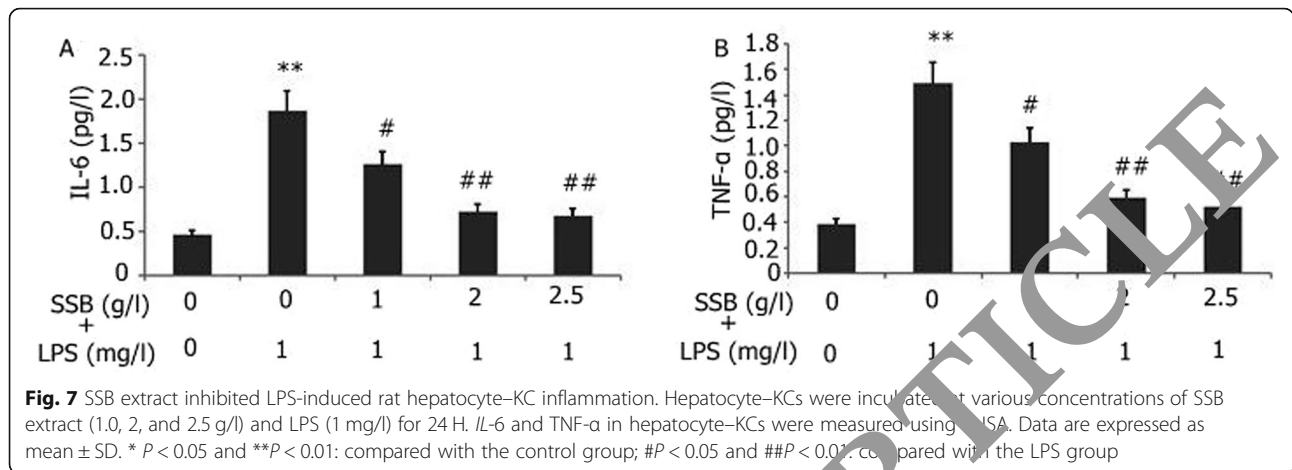 A
2.5
2.0
1.5
1.0
0.5
0
IL-6 (pg/l)
**
#
##
##
SSB (g/l) 0 0 1 2 2.5
+
LPS (mg/l) 0 1 1 1 1
B
1.8
1.6
1.4
1.2
1.0
0.8
0.6
0.4
0.2
0
TNF-α (pg/l)
**
#
##
##
SSB (g/l) 0 0 2 2.5
+
LPS (mg/l) 0 1 1 1 1
Fig. 7 SSB extract inhibited LPS-induced rat hepatocyte–KC inflammation. Hepatocyte–KCs were incubated at various concentrations of SSB
extract (1.0, 2, and 2.5 g/l) and LPS (1 mg/l) for 24 H. IL-6 and TNF-α in hepatocyte–KCs were measured using Data are expressed as
mean ± SD. * P < 0.05 and **P < 0.01: compared with the control group; #P < 0.05 and ##P < 0.01: compared with the LPS group
RTICLE